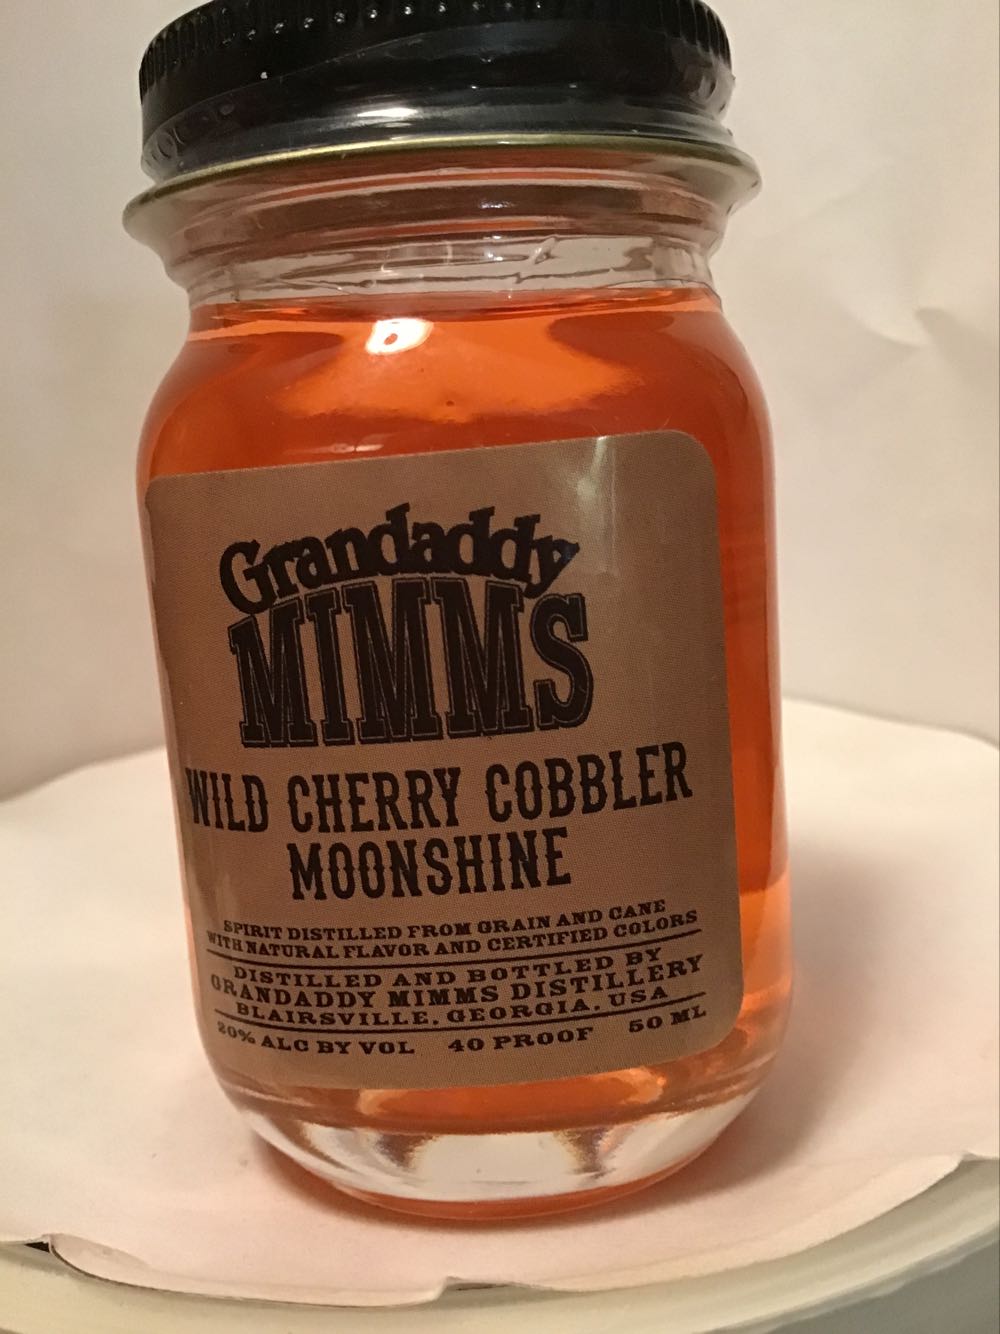 Grandaddy
MIMMS
WILD CHERRY COBBLER
MOONSHINE
SPIRIT DISTILLED FROM GRAIN AND CANE
WITH NATURAL FLAVOR AND CERTIFIED COLORS
DISTILLED AND BOTTLED BY
GRANDADDY MIMMS DISTILLERY
BLAIRSVILLE, GEORGIA, USA
20% ALC BY VOL 40 PROOF 50 ML